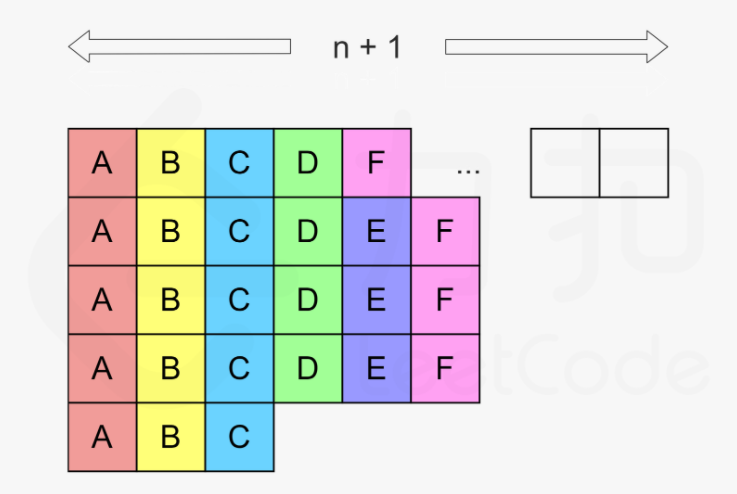 n + 1
A B C D F ...
A B C D E F
A B C D E F
A B C D E F
A B C
力扣
LeetCode